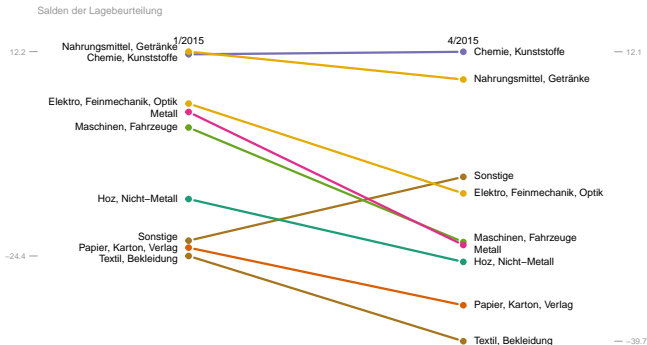 Salden der Lagebeurteilung
1/2015
4/2015
12.2
Nahrungsmittel, Getränke
Chemie, Kunststoffe
Chemie, Kunststoffe
12.1
Nahrungsmittel, Getränke
Elektro, Feinmechanik, Optik
Metall
Maschinen, Fahrzeuge
Sonstige
Elektro, Feinmechanik, Optik
Hoz, Nicht–Metall
Sonstige
Papier, Karton, Verlag
Textil, Bekleidung
−24.4
Maschinen, Fahrzeuge
Metall
Hoz, Nicht–Metall
Papier, Karton, Verlag
Textil, Bekleidung
−39.7